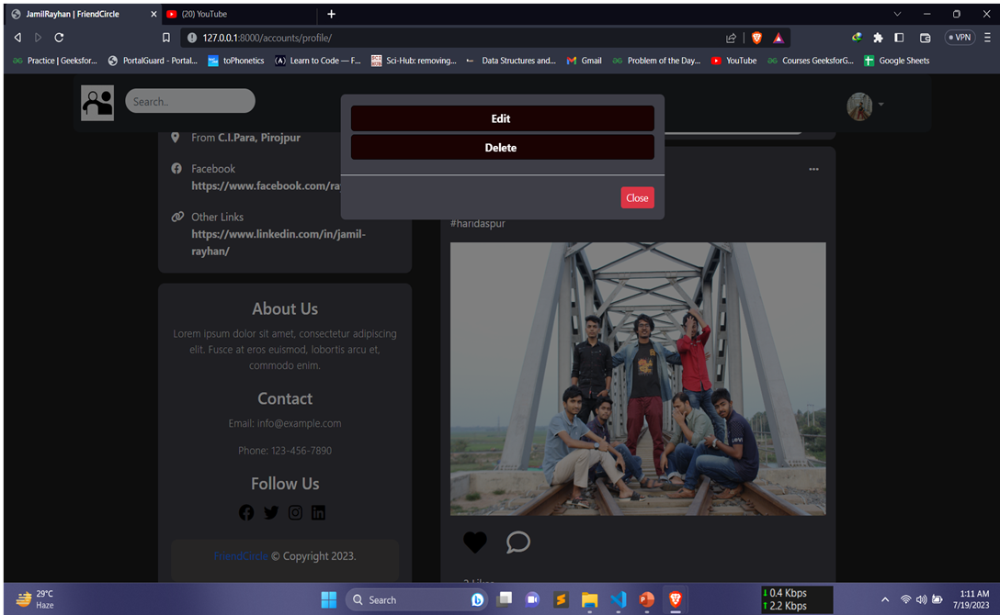 JamilRayhan | FriendCircle
(20) YouTube
127.0.0.1:8000/accounts/profile/
VPN
Practice | Geeksfor...
PortalGuard - Portal...
toPhonetics
Learn to Code — F...
Sci-Hub: removing...
Data Structures and...
Gmail
Problem of the Day...
YouTube
Courses GeeksforG...
Google Sheets
Search..
Edit
Delete
Close
From C.I.Para, Pirojpur
Facebook
https://www.facebook.com/ra
Other Links
https://www.linkedin.com/in/jamil-
rayhan/
About Us
Lorem ipsum dolor sit amet, consectetur adipiscing
elit. Fusce at eros euismod, lobortis arcu et,
commodo enim.
Contact
Email: info@example.com
Phone: 123-456-7890
Follow Us
FriendCircle © Copyright 2023.
#haridaspur
29°C
Haze
Search
0.4 Kbps
2.2 Kbps
1:11 AM
7/19/2023